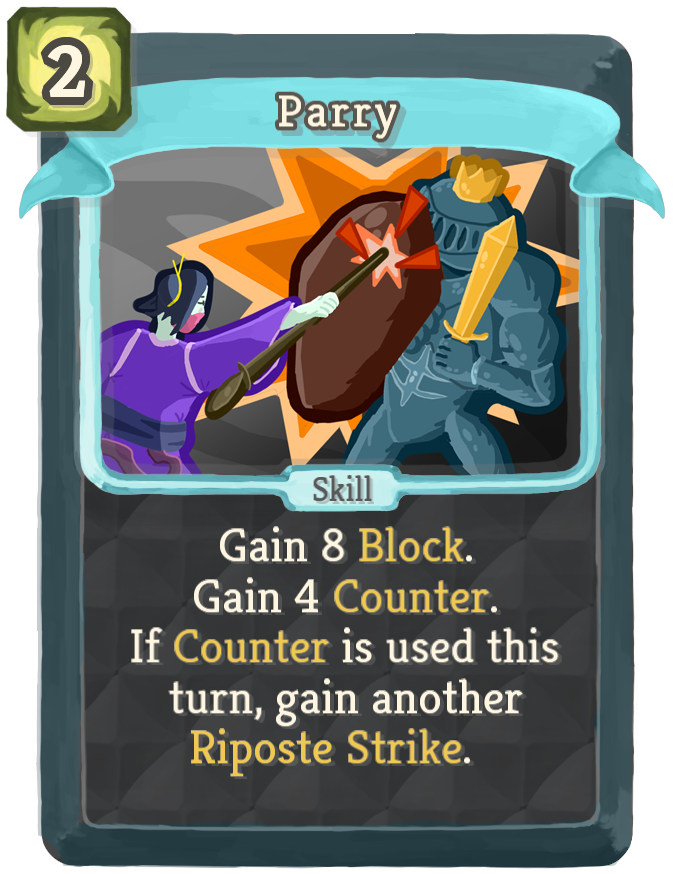 2
Parry
Skill
Gain 8 Block.
Gain 4 Counter.
If Counter is used this
turn, gain another
Riposte Strike.